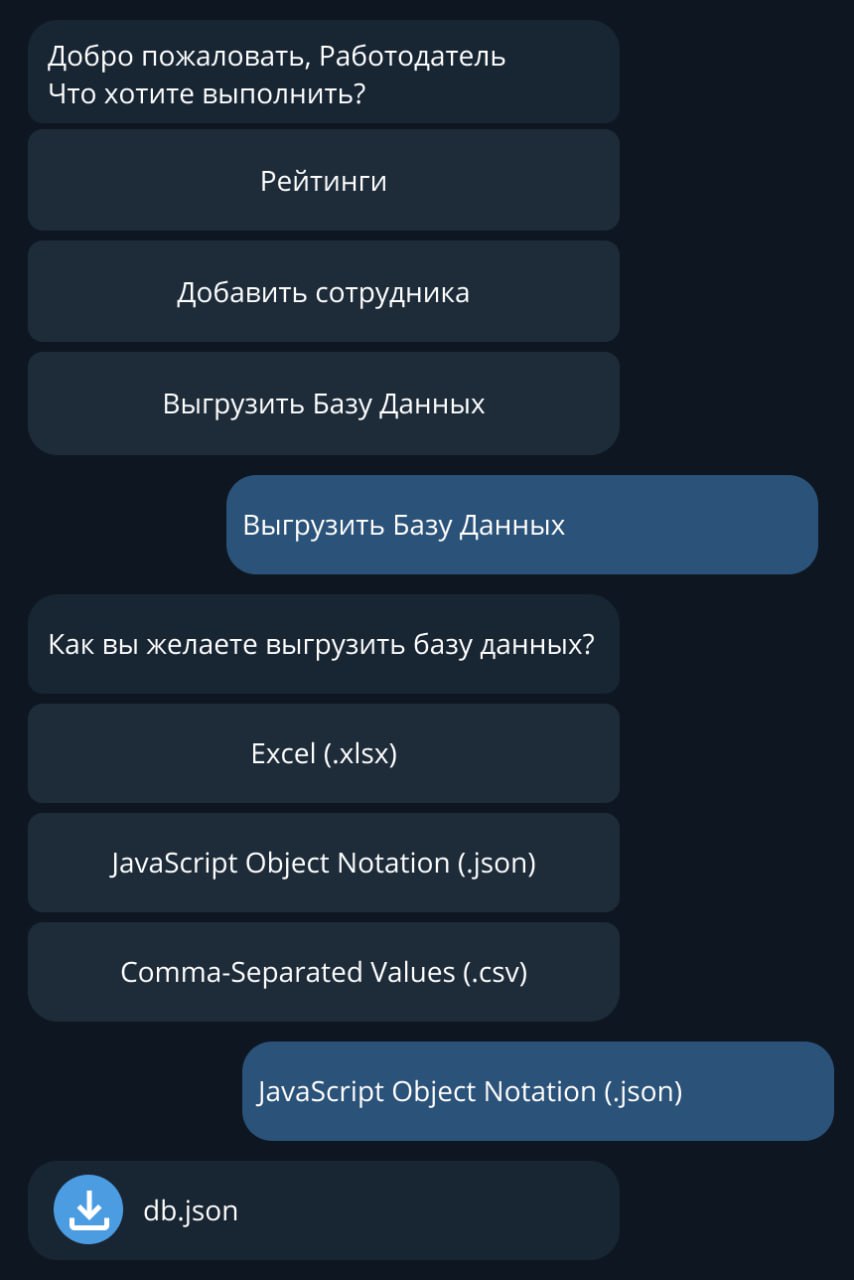 Добро пожаловать, Работодатель
Что хотите выполнить?
Рейтинги
Добавить сотрудника
Выгрузить Базу Данных
Выгрузить Базу Данных
Как вы желаете выгрузить базу данных?
Excel (.xlsx)
JavaScript Object Notation (.json)
Comma-Separated Values (.csv)
JavaScript Object Notation (.json)
db.json